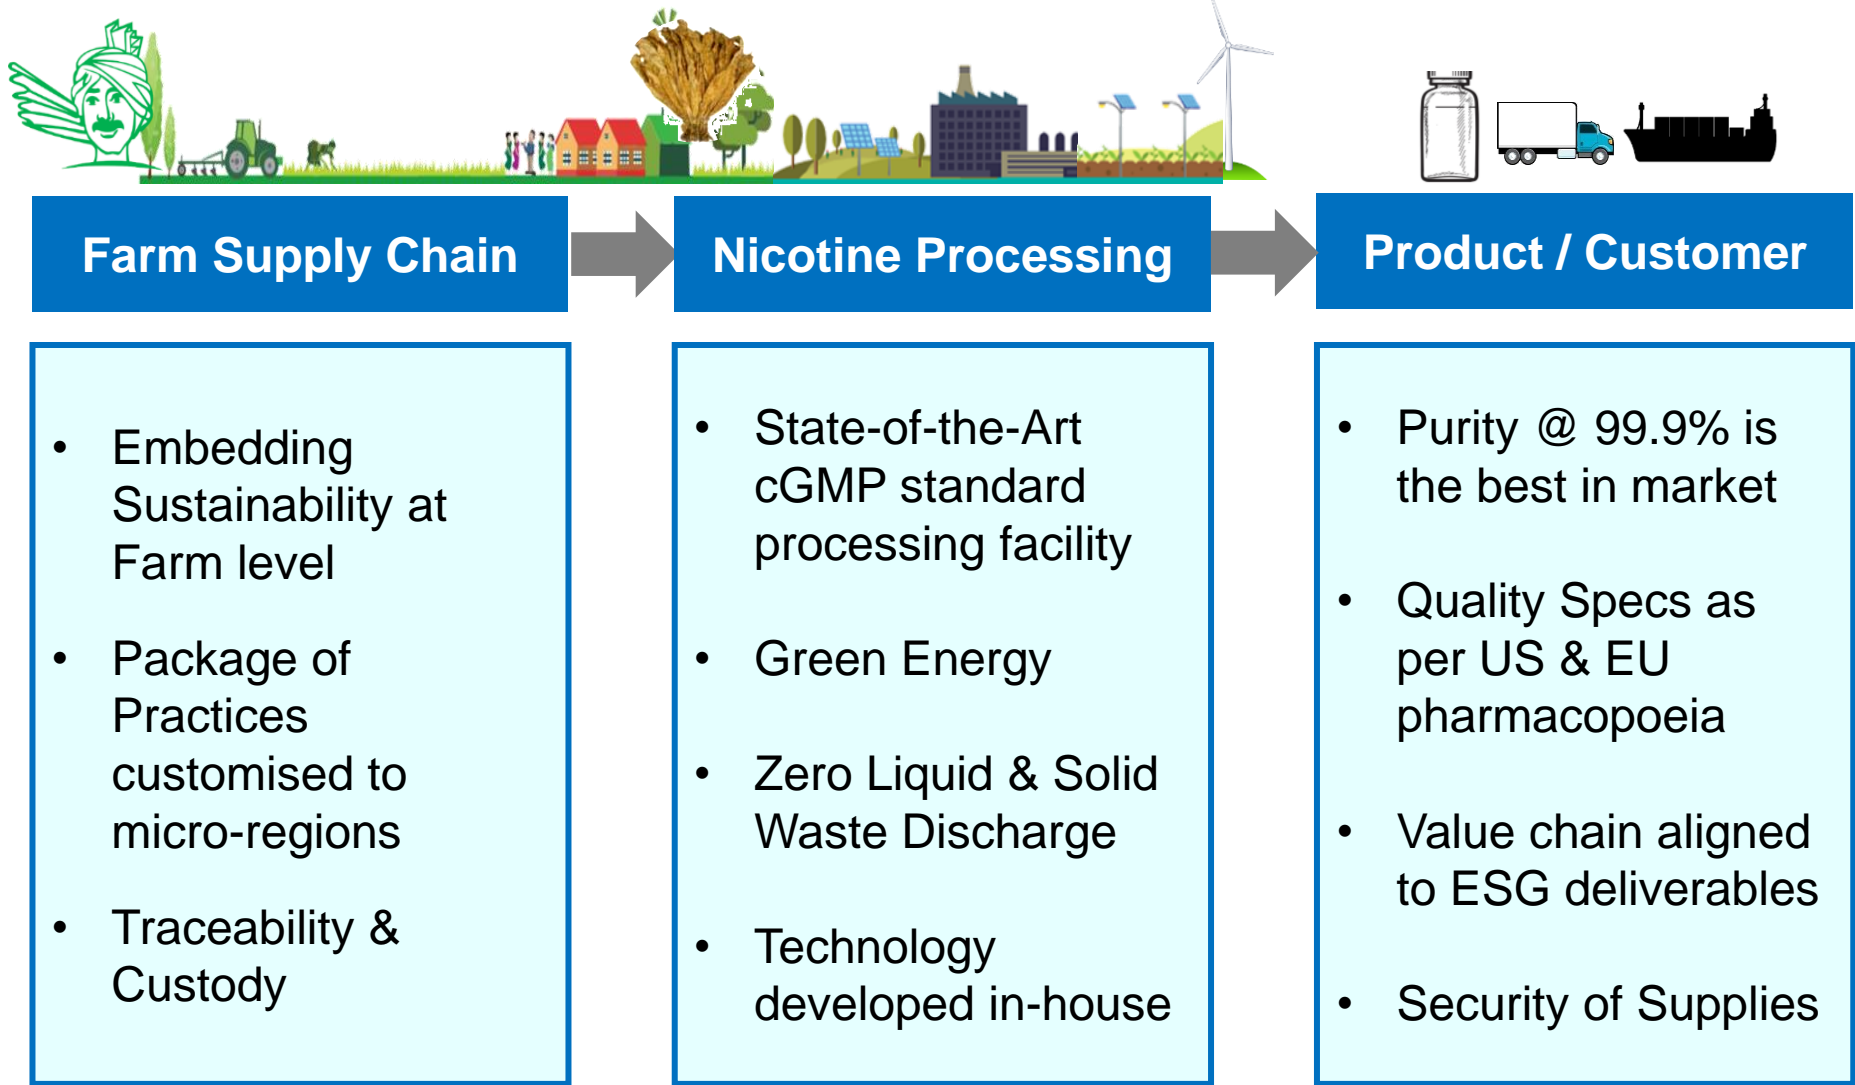 Farm Supply Chain
Nicotine Processing
Product / Customer
• Embedding
Sustainability at
Farm level
• Package of
Practices
customised to
micro-regions
• Traceability &
Custody
• State-of-the-Art
cGMP standard
processing facility
• Green Energy
• Zero Liquid & Solid
Waste Discharge
• Technology
developed in-house
• Purity @ 99.9% is
the best in market
• Quality Specs as
per US & EU
pharmacopoeia
• Value chain aligned
to ESG deliverables
• Security of Supplies